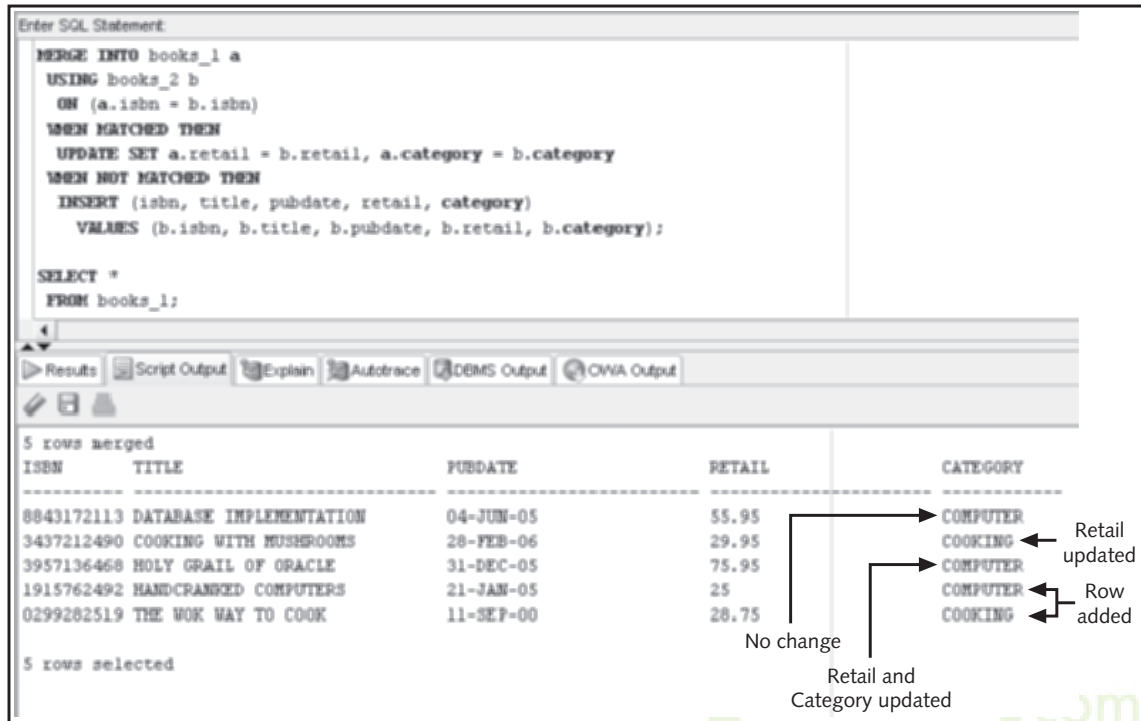 Enter SQL Statement:
MERGE INTO books_1 a
USING books_2 b
ON (a.isbn = b.isbn)
WHEN MATCHED THEN
UPDATE SET a.retail = b.retail, a.category = b.category
WHEN NOT MATCHED THEN
INSERT (isbn, title, pubdate, retail, category)
VALUES (b.isbn, b.title, b.pubdate, b.retail, b.category);
SELECT *
FROM books_1;
Results Script Output Explain Autotrace DBMS Output OWA Output
5 rows merged
ISBN TITLE PUBDATE RETAIL CATEGORY
---------- ------------------------------ ------------------------- ---------------------- ------------
8843172113 DATABASE IMPLEMENTATION 04-JUN-05 55.95 COMPUTER
3437212490 COOKING WITH MUSHROOMS 28-FEB-06 29.95 COOKING
3957136468 HOLY GRAIL OF ORACLE 31-DEC-05 75.95 COMPUTER
1915762492 HANDCRANKED COMPUTERS 21-JAN-05 25 COMPUTER
0299282519 THE WOK WAY TO COOK 11-SEP-00 28.75 COOKING
5 rows selected
Retail
updated
Row
added
No change
Retail and
Category updated